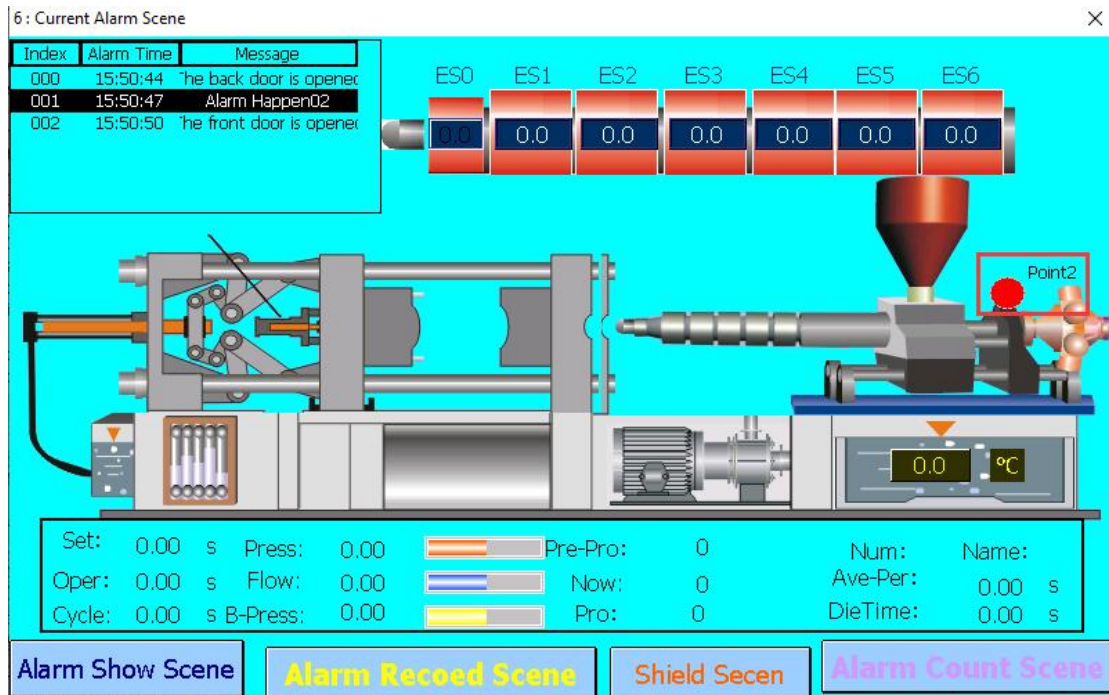 6 : Current Alarm Scene
Index Alarm Time Message
000 15:50:44 he back door is opened
001 15:50:47 Alarm Happen02
002 15:50:50 he front door is opened
ES0 ES1 ES2 ES3 ES4 ES5 ES6
0.0 0.0 0.0 0.0 0.0 0.0 0.0
Point2
0.0 °C
Set: 0.00 s Press: 0.00 Pre-Pro: 0 Num: Name:
Oper: 0.00 s Flow: 0.00 Now: 0 Ave-Per: 0.00 s
Cycle: 0.00 s B-Press: 0.00 Pro: 0 DieTime: 0.00 s
Alarm Show Scene
Alarm Recoed Scene
Shield Secen
Alarm Count Scene